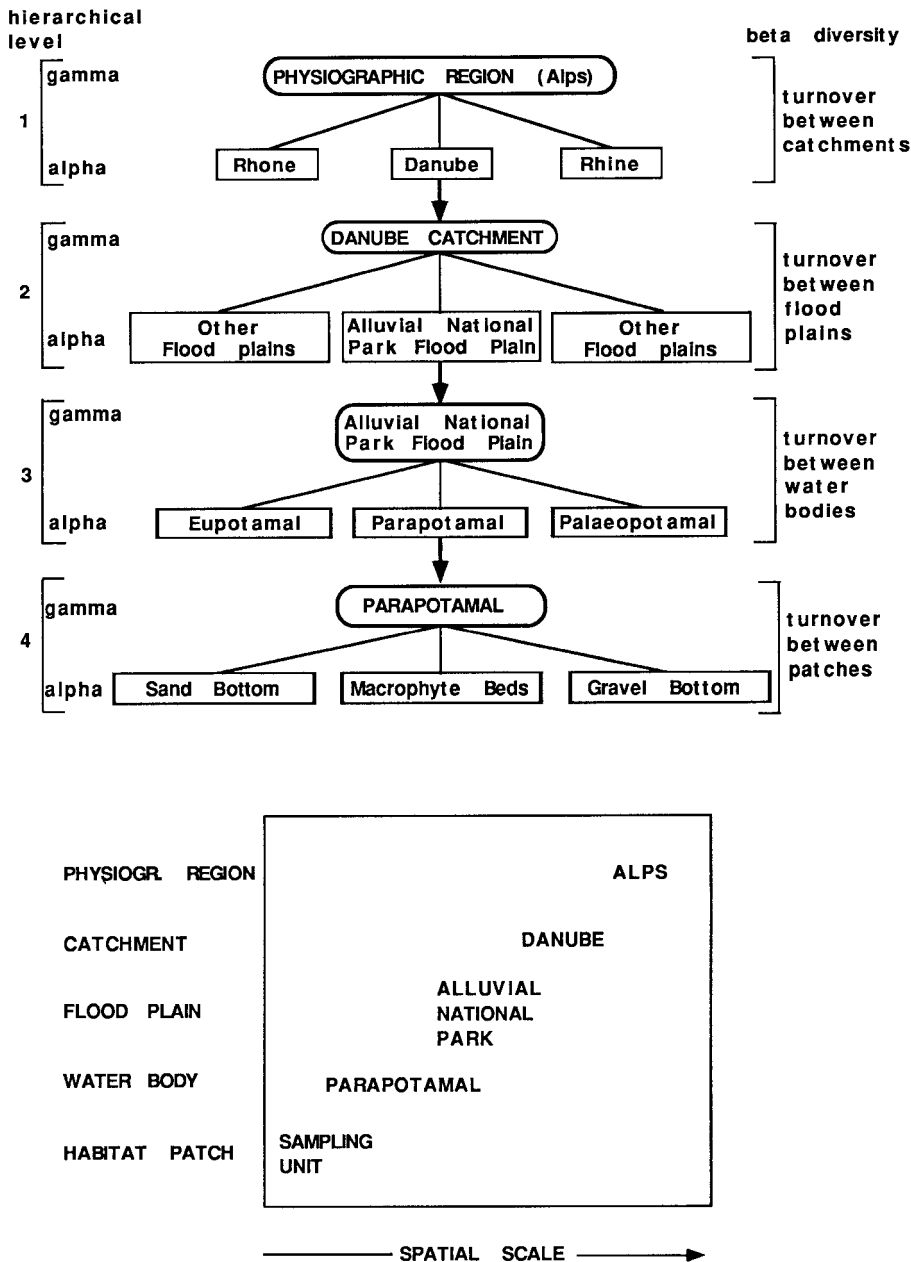 hierarchical
level
beta diversity
gamma
PHYSIOGRAPHIC REGION (Alps)
1
turnover
between
catchments
alpha
Rhone
Danube
Rhine
gamma
DANUBE CATCHMENT
2
turnover
between
flood
plains
alpha
Other
Flood plains
Alluvial National
Park Flood Plain
Other
Flood plains
gamma
Alluvial National
Park Flood Plain
3
turnover
between
water
bodies
alpha
Eupotamal
Parapotamal
Palaeopotamal
gamma
PARAPOTAMAL
4
turnover
between
patches
alpha
Sand Bottom
Macrophyte Beds
Gravel Bottom
PHYSIOGR. REGION
ALPS
CATCHMENT
DANUBE
FLOOD PLAIN
ALLUVIAL
NATIONAL
PARK
WATER BODY
PARAPOTAMAL
HABITAT PATCH
SAMPLING
UNIT
SPATIAL SCALE